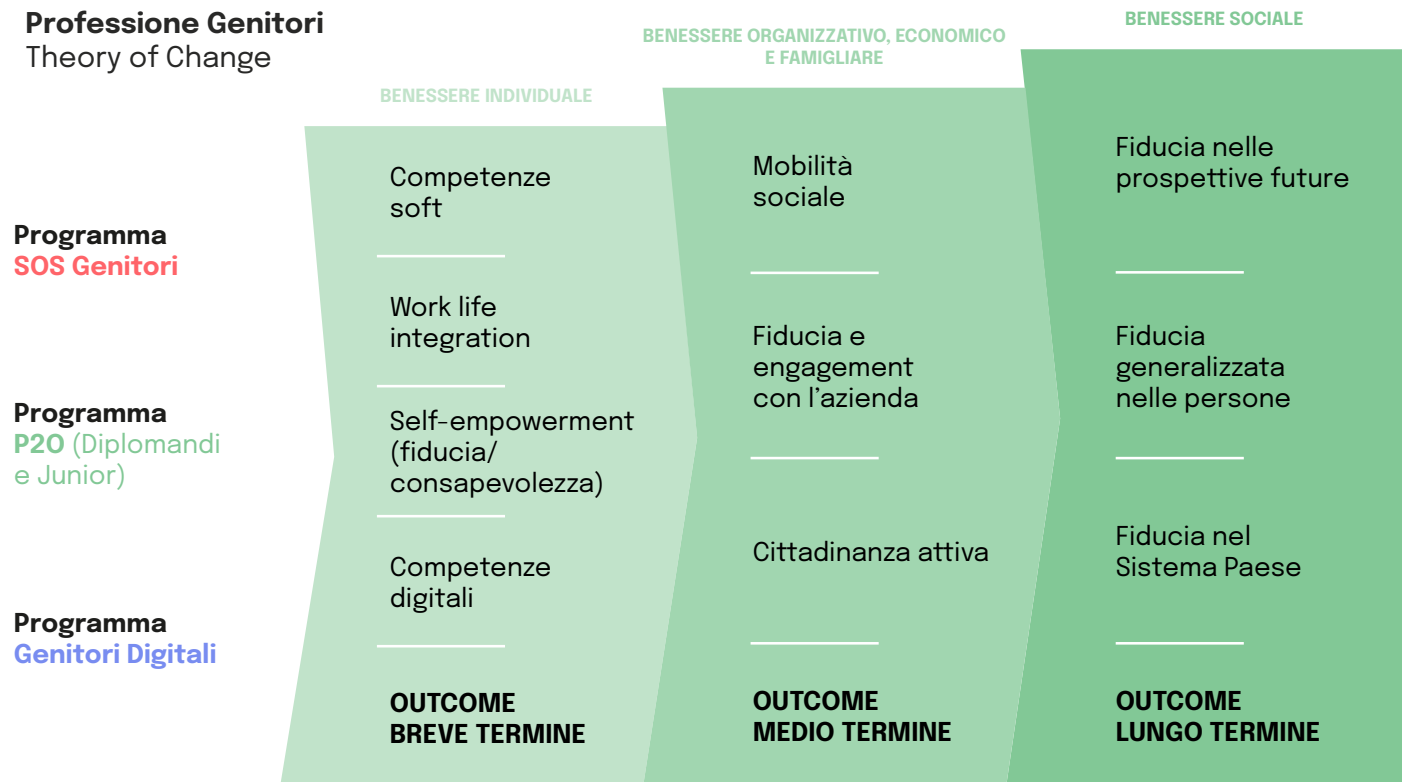 Professione Genitori
Theory of Change
Programma
SOS Genitori
Programma
P2O (Diplomandi
e Junior)
Programma
Genitori Digitali
BENESSERE INDIVIDUALE
Competenze
soft
Work life
integration
Self-empowerment
(fiducia/
consapevolezza)
Competenze
digitali
OUTCOME
BREVE TERMINE
BENESSERE ORGANIZZATIVO, ECONOMICO
E FAMIGLIARE
Mobilità
sociale
Fiducia e
engagement
con l’azienda
Cittadinanza attiva
OUTCOME
MEDIO TERMINE
BENESSERE SOCIALE
Fiducia nelle
prospettive future
Fiducia
generalizzata
nelle persone
Fiducia nel
Sistema Paese
OUTCOME
LUNGO TERMINE